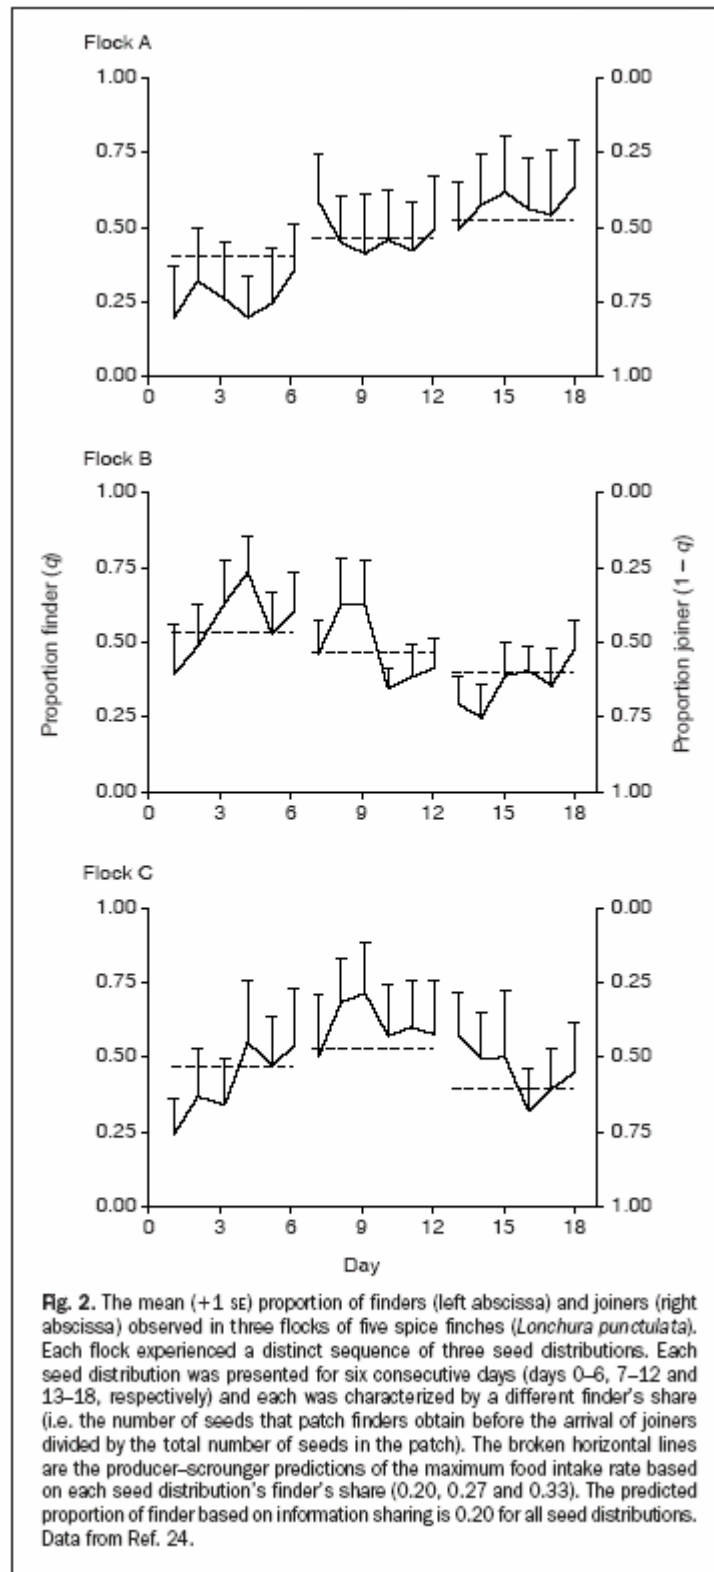 Flock A
1.00 0.00
0.75 0.25
0.50 0.50
0.25 0.75
0.00 1.00
0 3 6 9 12 15 18
Flock B
1.00 0.00
0.75 0.25
0.50 0.50
0.25 0.75
0.00 1.00
0 3 6 9 12 15 18
Proportion finder (q)
Proportion joiner (1 – q)
Flock C
1.00 0.00
0.75 0.25
0.50 0.50
0.25 0.75
0.00 1.00
0 3 6 9 12 15 18
Day
Fig. 2. The mean (+1 SE) proportion of finders (left abscissa) and joiners (right
abscissa) observed in three flocks of five spice finches (Lonchura punctulata).
Each flock experienced a distinct sequence of three seed distributions. Each
seed distribution was presented for six consecutive days (days 0–6, 7–12 and
13–18, respectively) and each was characterized by a different finder's share
(i.e. the number of seeds that patch finders obtain before the arrival of joiners
divided by the total number of seeds in the patch). The broken horizontal lines
are the producer–scrounger predictions of the maximum food intake rate based
on each seed distribution's finder's share (0.20, 0.27 and 0.33). The predicted
proportion of finder based on information sharing is 0.20 for all seed distributions.
Data from Ref. 24.